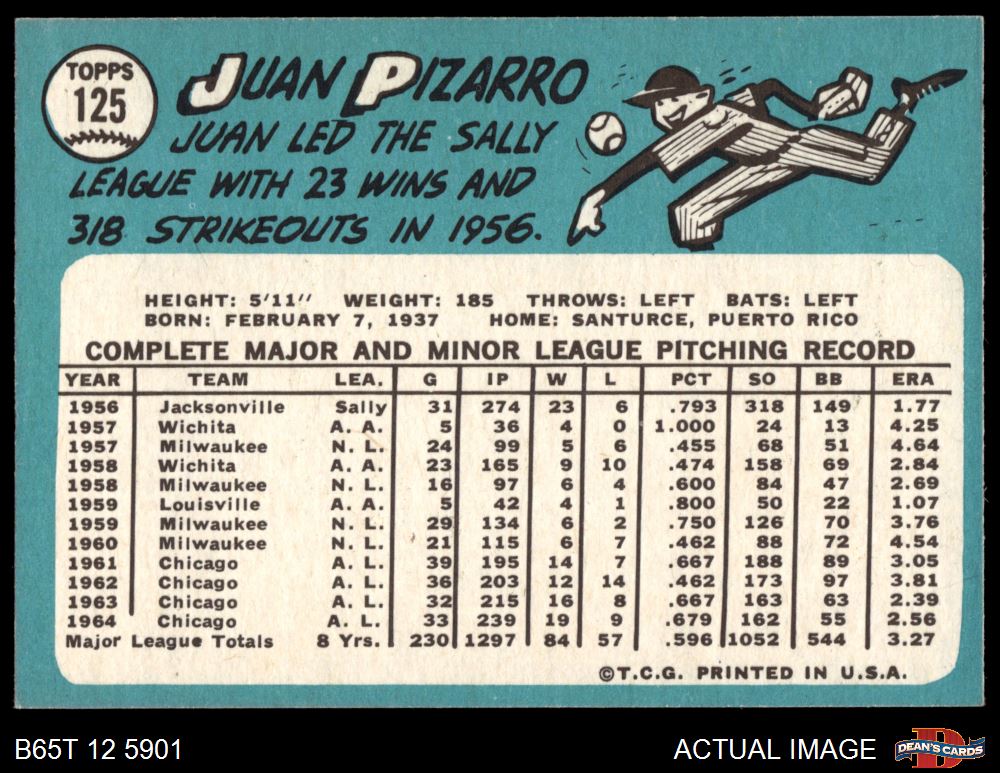 TOPPS
125
JUAN PIZARRO
JUAN LED THE SALLY
LEAGUE WITH 23 WINS AND
318 STRIKEOUTS IN 1956.
HEIGHT: 5'11" WEIGHT: 185 THROWS: LEFT BATS: LEFT
BORN: FEBRUARY 7, 1937 HOME: SANTURCE, PUERTO RICO
COMPLETE MAJOR AND MINOR LEAGUE PITCHING RECORD
YEAR TEAM LEA. G IP W L PCT SO BB ERA
1956 Jacksonville Sally 31 274 23 6 .793 318 149 1.77
1957 Wichita A. A. 5 36 4 0 1.000 24 13 4.25
1957 Milwaukee N. L. 24 99 5 6 .455 68 51 4.64
1958 Wichita A. A. 23 165 9 10 .474 158 69 2.84
1958 Milwaukee N. L. 16 97 6 4 .600 84 47 2.69
1959 Louisville A. A. 5 42 4 1 .800 50 22 1.07
1959 Milwaukee N. L. 29 134 6 2 .750 126 70 3.76
1960 Milwaukee N. L. 21 115 6 7 .462 88 72 4.54
1961 Chicago A. L. 39 195 14 7 .667 188 89 3.05
1962 Chicago A. L. 36 203 12 14 .462 173 97 3.81
1963 Chicago A. L. 32 215 16 8 .667 163 63 2.39
1964 Chicago A. L. 33 239 19 9 .679 162 55 2.56
Major League Totals 8 Yrs. 230 1297 84 57 .596 1052 544 3.27
©T.C.G. PRINTED IN U.S.A.
B65T 12 5901 ACTUAL IMAGE
D
DEAN'S CARDS